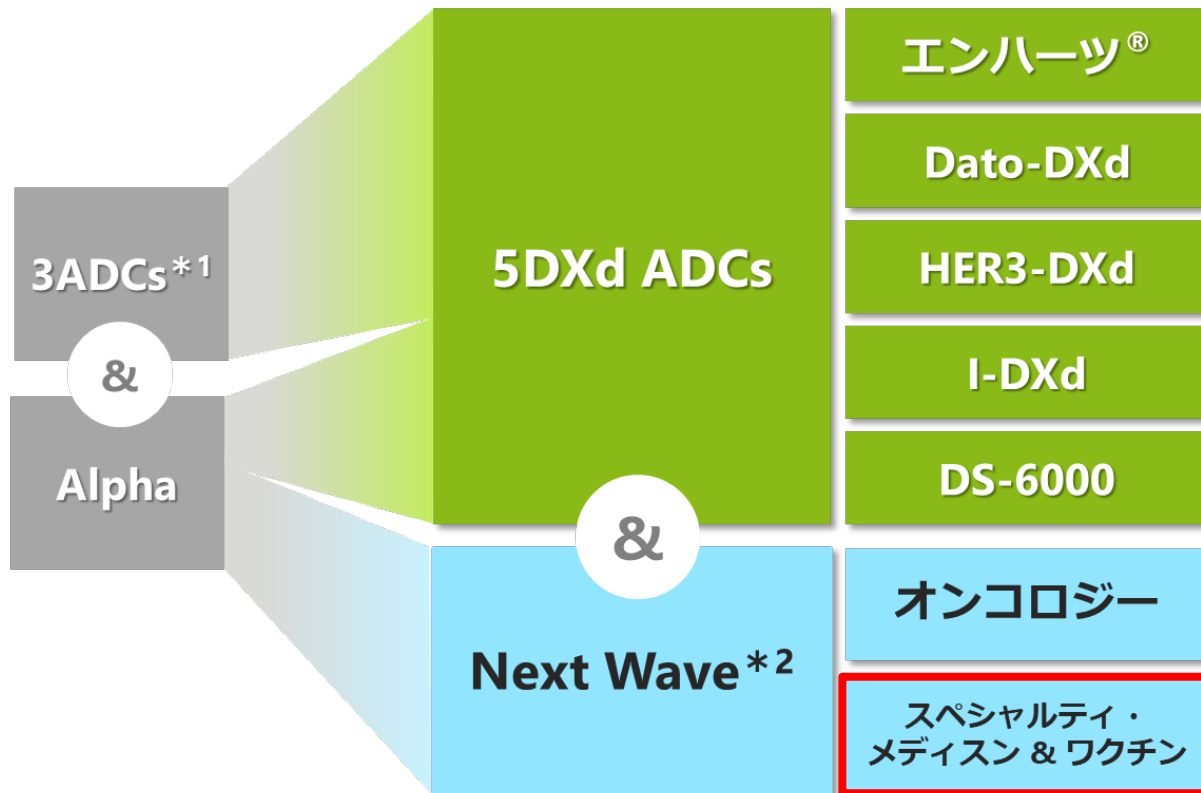 3ADCs*1
&
Alpha
5DXd ADCs
&
Next Wave*2
エンハーツ®
Dato-DXd
HER3-DXd
I-DXd
DS-6000
オンコロジー
スペシャルティ・
メディスン & ワクチン